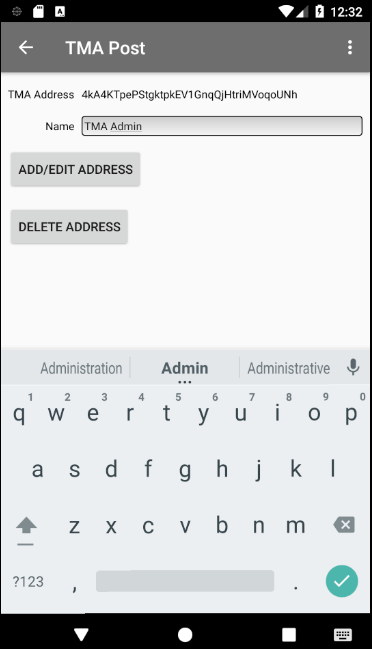 12:32
TMA Post
TMA Address 4kA4KTpePStgktpkEV1GnqQjHtriMVoqoUNh
Name TMA Admin
ADD/EDIT ADDRESS
DELETE ADDRESS
Administration Admin Administrative
1 2 3 4 5 6 7 8 9 0
q w e r t y u i o p
a s d f g h j k l
z x c v b n m
?123 , .